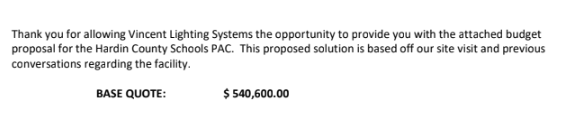 Thank you for allowing Vincent Lighting Systems the opportunity to provide you with the attached budget
proposal for the Hardin County Schools PAC.  This proposed solution is based off our site visit and previous
conversations regarding the facility.
BASE QUOTE: $ 540,600.00